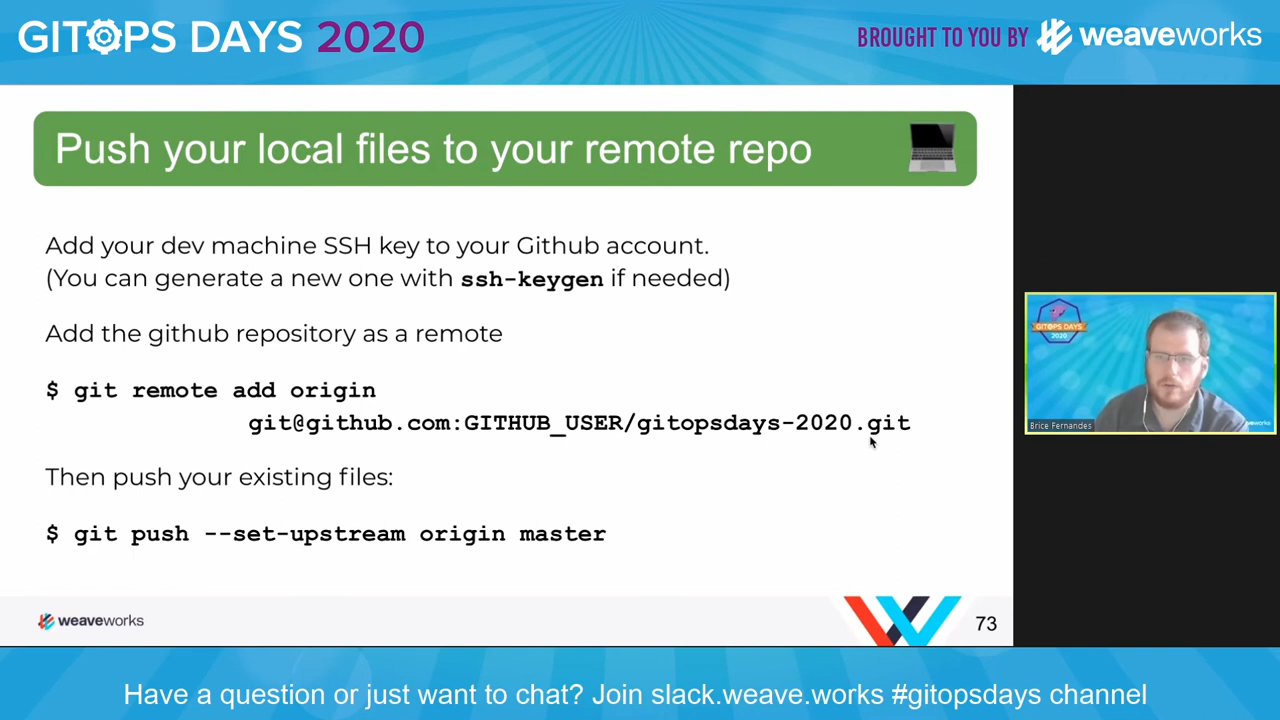 GITOPS DAYS 2020
BROUGHT TO YOU BY weaveworks
Push your local files to your remote repo
Add your dev machine SSH key to your Github account.
(You can generate a new one with ssh-keygen if needed)
Add the github repository as a remote
$ git remote add origin
git@github.com:GITHUB_USER/gitopsdays-2020.git
Then push your existing files:
$ git push --set-upstream origin master
GITOPS DAYS
2020
Brice Fernandes
weaveworks
73
Have a question or just want to chat? Join slack.weave.works #gitopsdays channel